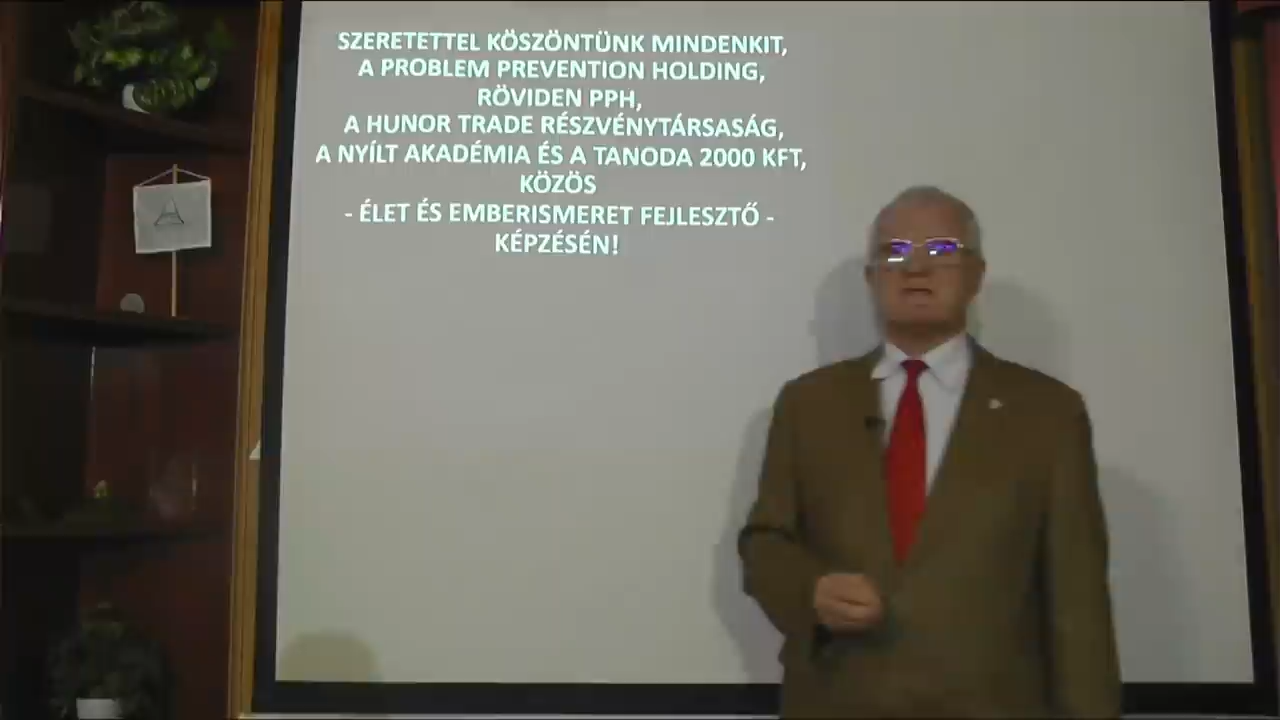 SZERETETTEL KÖSZÖNTÜNK MINDENKIT,
A PROBLEM PREVENTION HOLDING,
RÖVIDEN PPH,
A HUNOR TRADE RÉSZVÉNYTÁRSASÁG,
A NYÍLT AKADÉMIA ÉS A TANODA 2000 KFT,
KÖZÖS
- ÉLET ÉS EMBERISMERET FEJLESZTŐ -
KÉPZÉSÉN!